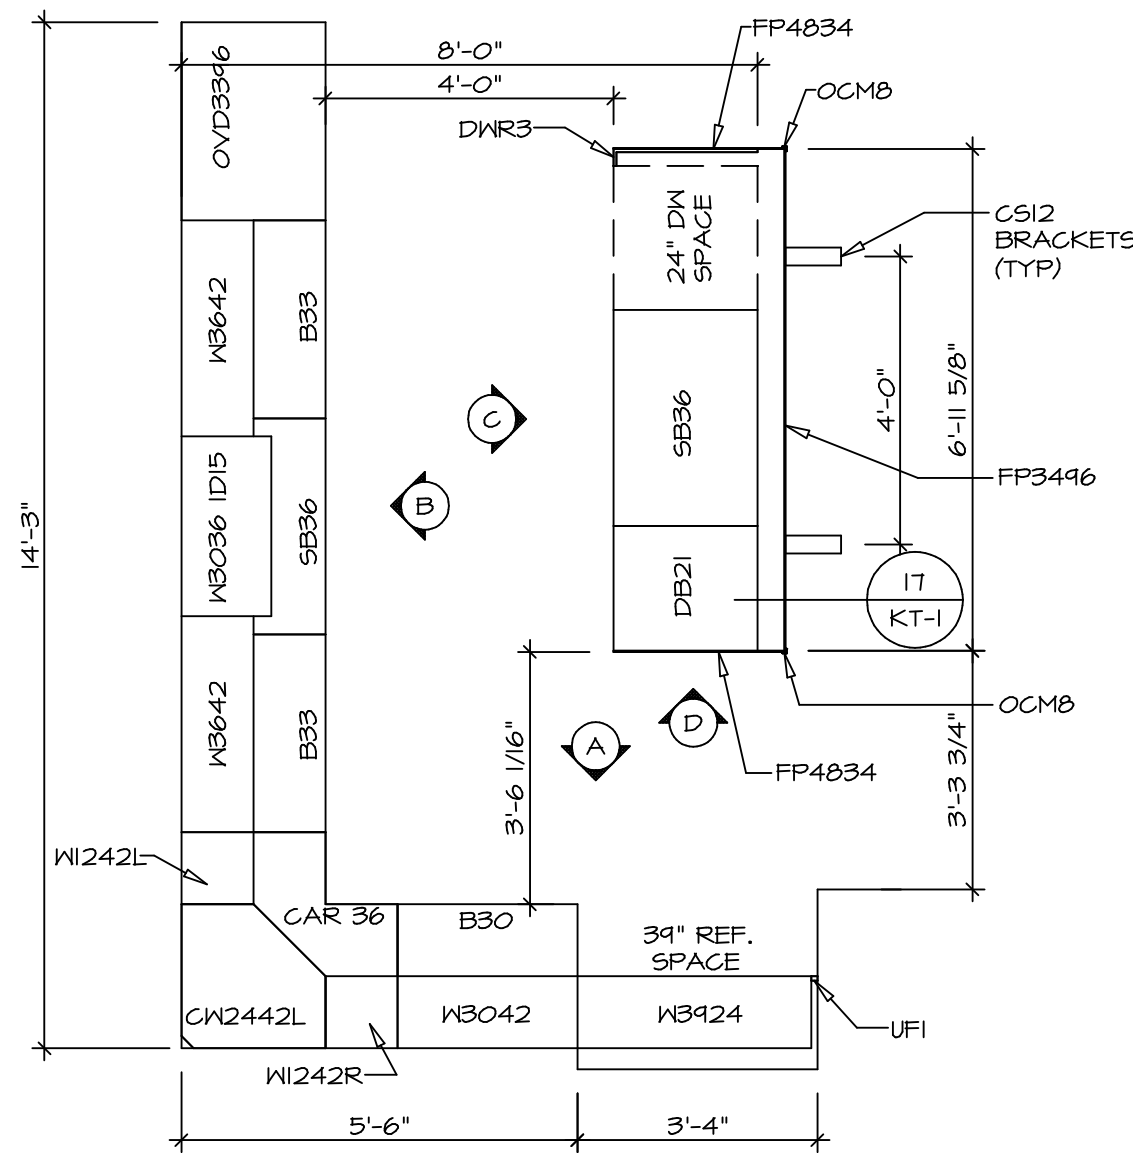 FP4834
8'-0"
4'-0"
OCM8
OVD3396
DWR3
24" DW
SPACE
CS12
BRACKETS
(TYP)
W3642
B33
4'-0"
6'-11 5/8"
C
SB36
FP3496
B
W3036 1D15
SB36
14'-3"
DB21
17
KT-1
W3642
B33
OCM8
D
A
3'-6 1/16"
3'-3 3/4"
FP4834
W1242L
CAR 36
B30
39" REF.
SPACE
CW2442L
W3042
W3924
UF1
W1242R
5'-6"
3'-4"